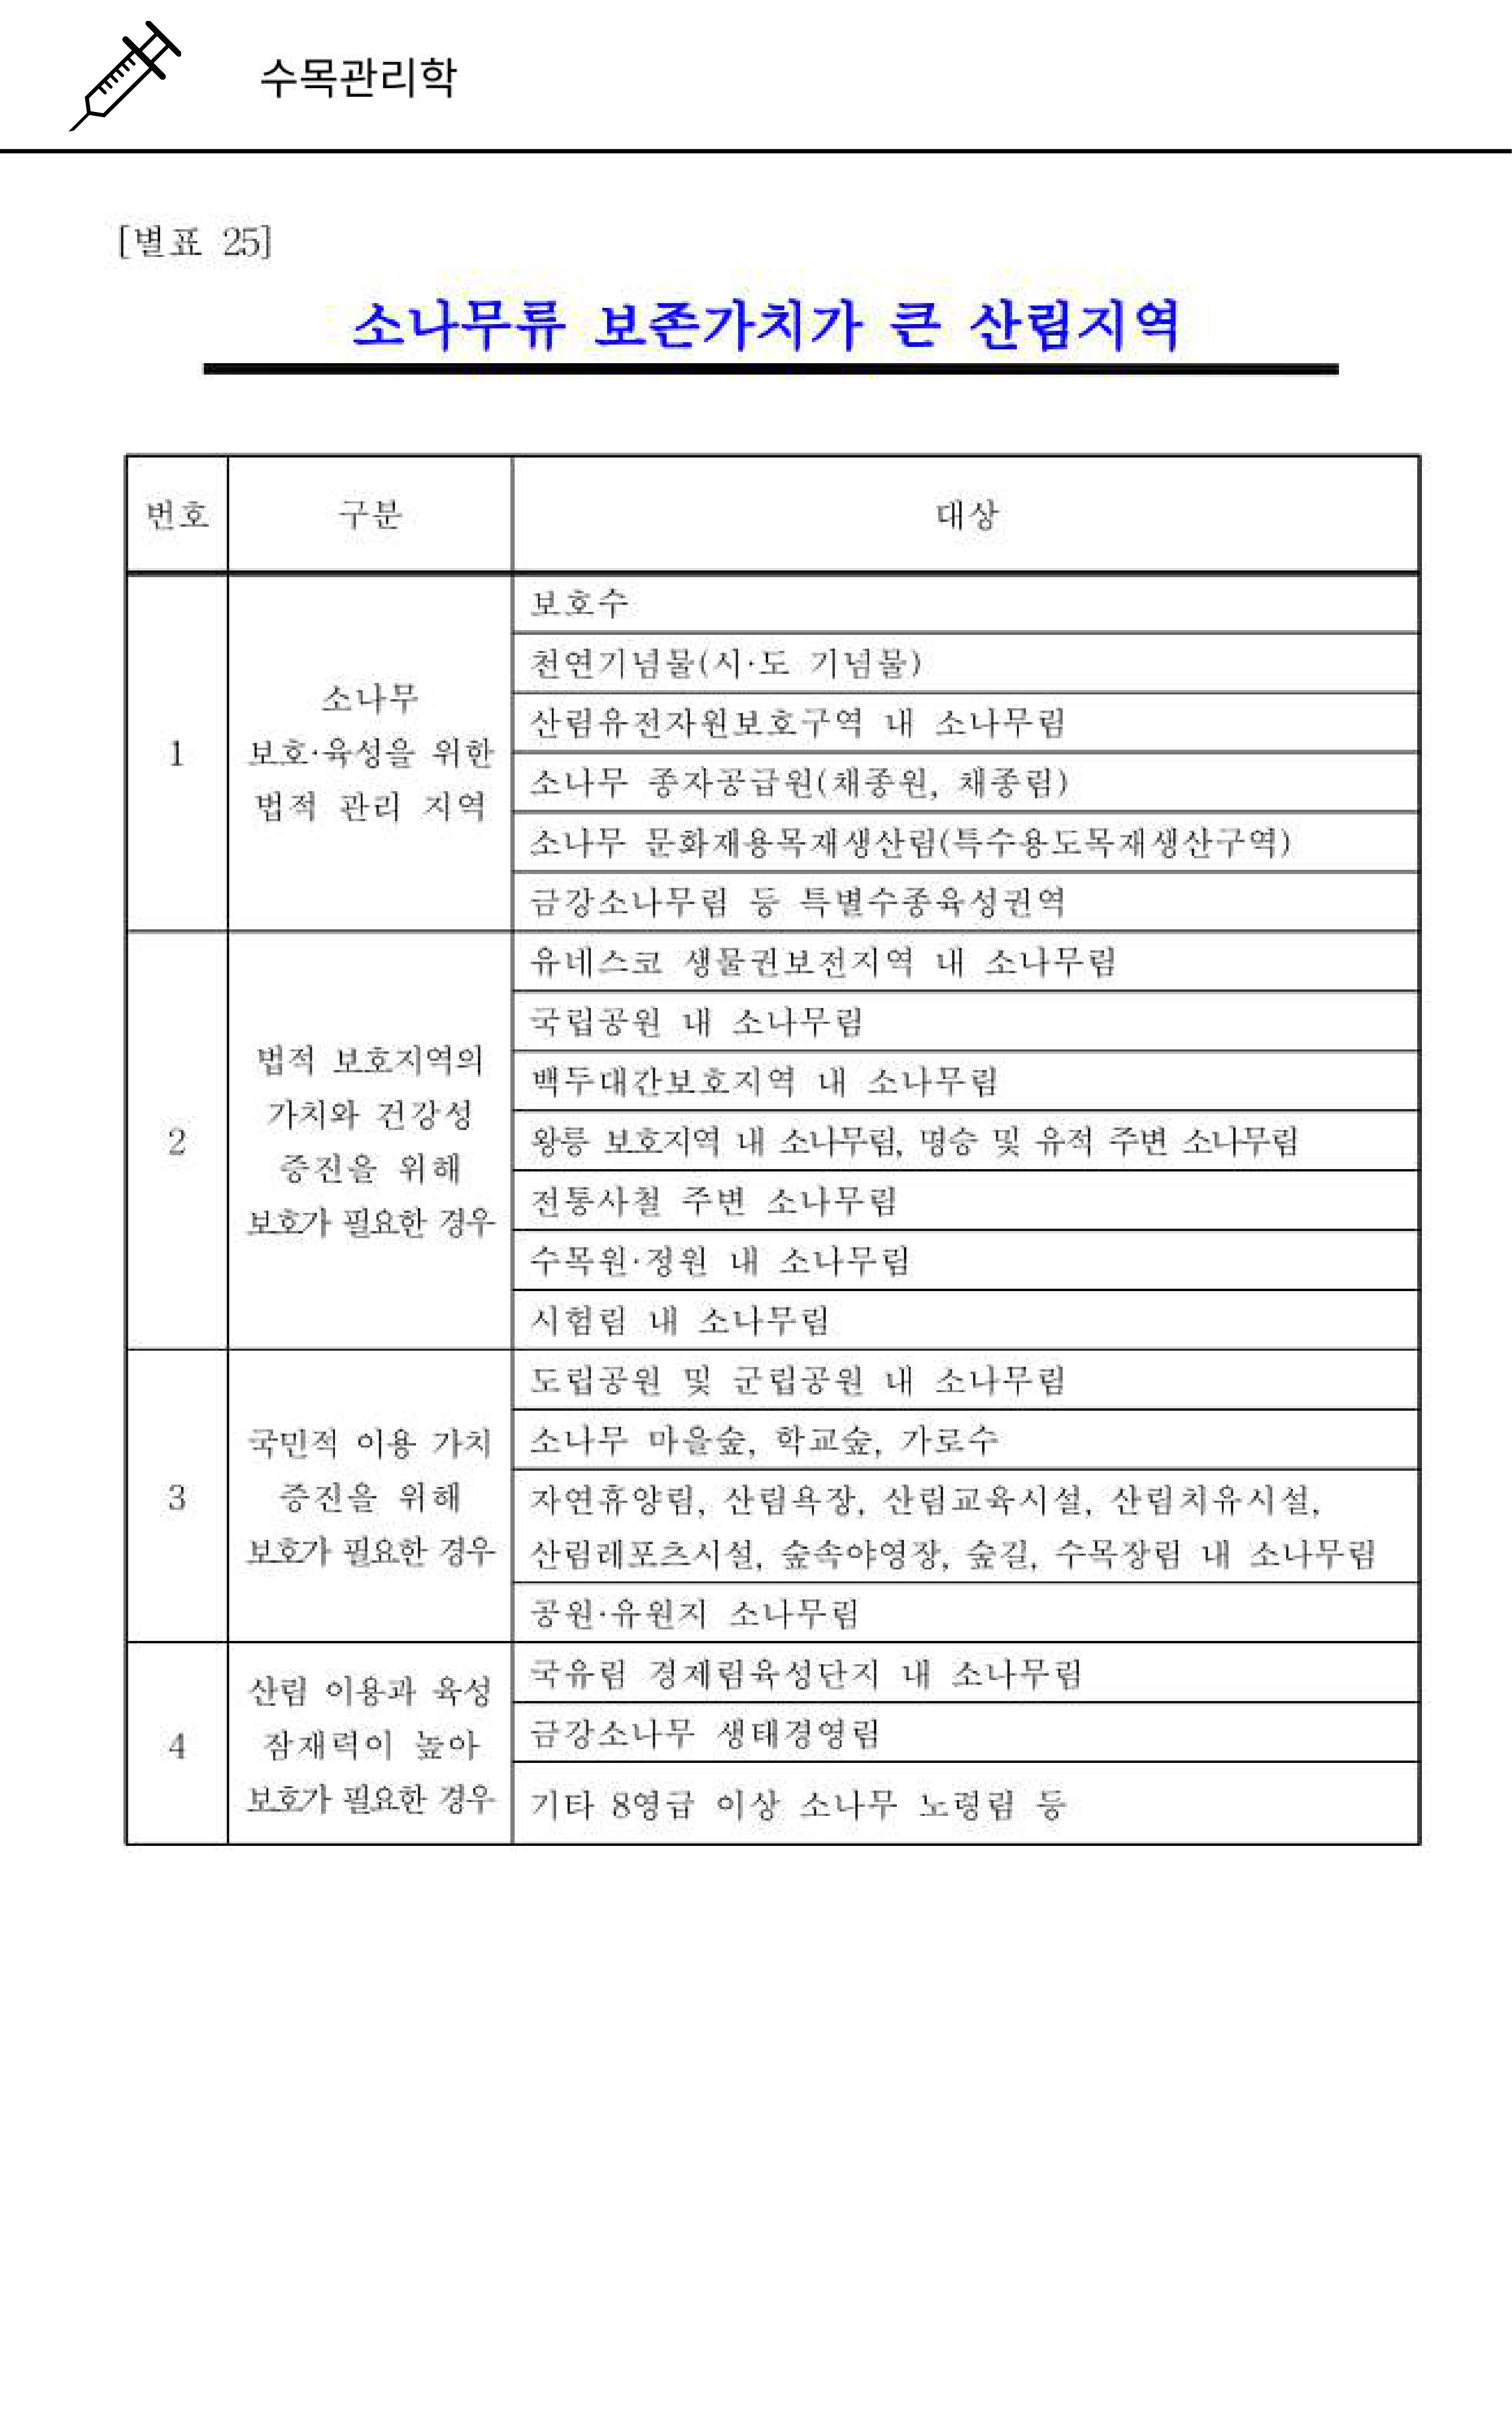 수목관리학
[별표 25]
소나무류 보존가치가 큰 산림지역
번호 구분 대상
1
소나무
보호·육성을 위한
법적 관리 지역
보호수
천연기념물(시·도 기념물)
산림유전자원보호구역 내 소나무림
소나무 종자공급원(채종원, 채종림)
소나무 문화재용목재생산림(특수용도목재생산구역)
금강소나무림 등 특별수종육성권역
2
법적 보호지역의
가치와 건강성
증진을 위해
보호가 필요한 경우
유네스코 생물권보전지역 내 소나무림
국립공원 내 소나무림
백두대간보호지역 내 소나무림
왕릉 보호지역 내 소나무림, 명승 및 유적 주변 소나무림
전통사철 주변 소나무림
수목원·정원 내 소나무림
시험림 내 소나무림
3
국민적 이용 가치
증진을 위해
보호가 필요한 경우
도립공원 및 군립공원 내 소나무림
소나무 마을숲, 학교숲, 가로수
자연휴양림, 산림욕장, 산림교육시설, 산림치유시설,
산림레포츠시설, 숲속야영장, 숲길, 수목장림 내 소나무림
공원·유원지 소나무림
4
산림 이용과 육성
잠재력이 높아
보호가 필요한 경우
국유림 경제림육성단지 내 소나무림
금강소나무 생태경영림
기타 8영급 이상 소나무 노령림 등